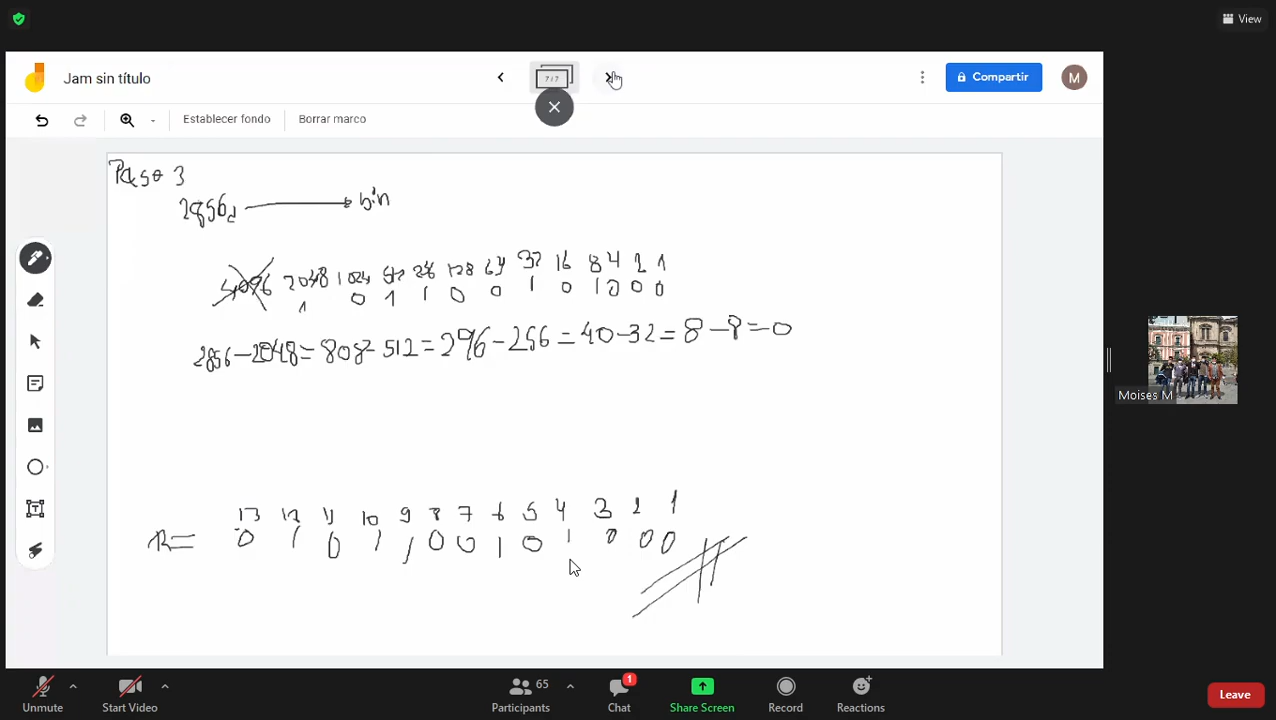 View
Jam sin título
7 / 7
Compartir
M
Establecer fondo
Borrar marco
Paso 3
2856d → bin
4096 2048 1024 512 256 128 64 32 16 8 4 2 1
1 0 1 1 0 0 1 0 1 0 0 0
2856-2048=808-512=296-256=40-32=8-8=0
Moises M
13 12 11 10 9 8 7 6 5 4 3 2 1
R= 0 1 0 1 1 0 0 1 0 1 0 0 0
Unmute
Start Video
65
Participants
1
Chat
Share Screen
Record
Reactions
Leave